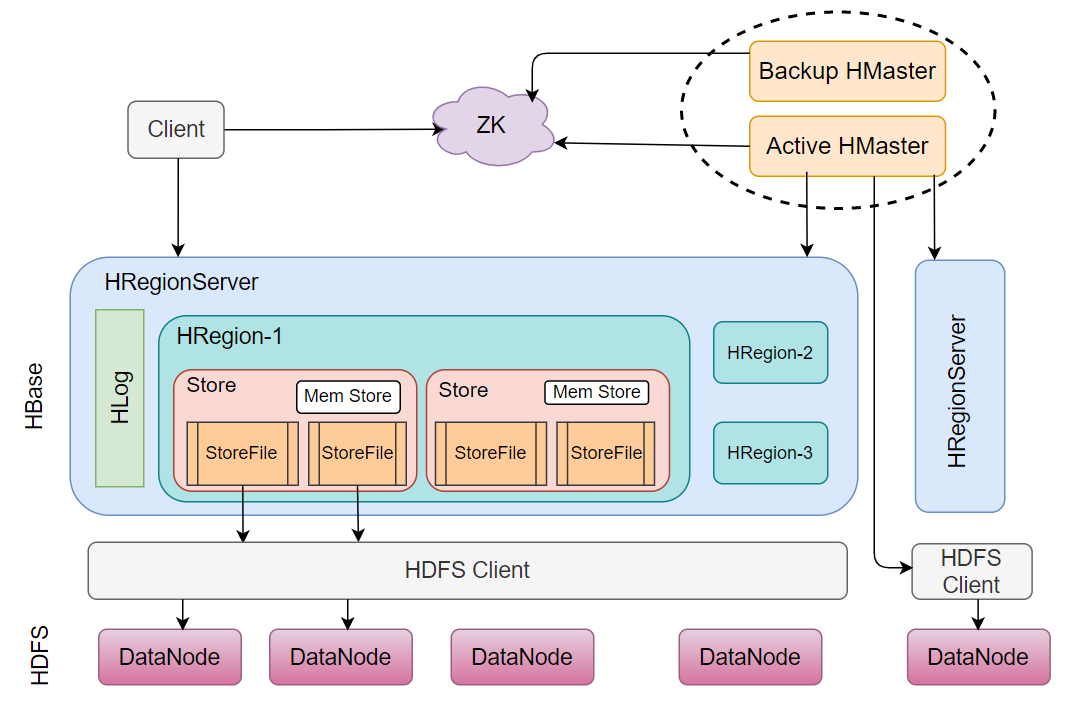 Backup HMaster
Client
ZK
Active HMaster
HRegionServer
HBase
HLog
HRegion-1
Store
Mem Store
StoreFile
StoreFile
Store
Mem Store
StoreFile
StoreFile
HRegion-2
HRegion-3
HRegionServer
HDFS Client
HDFS
Client
HDFS
DataNode
DataNode
DataNode
DataNode
DataNode